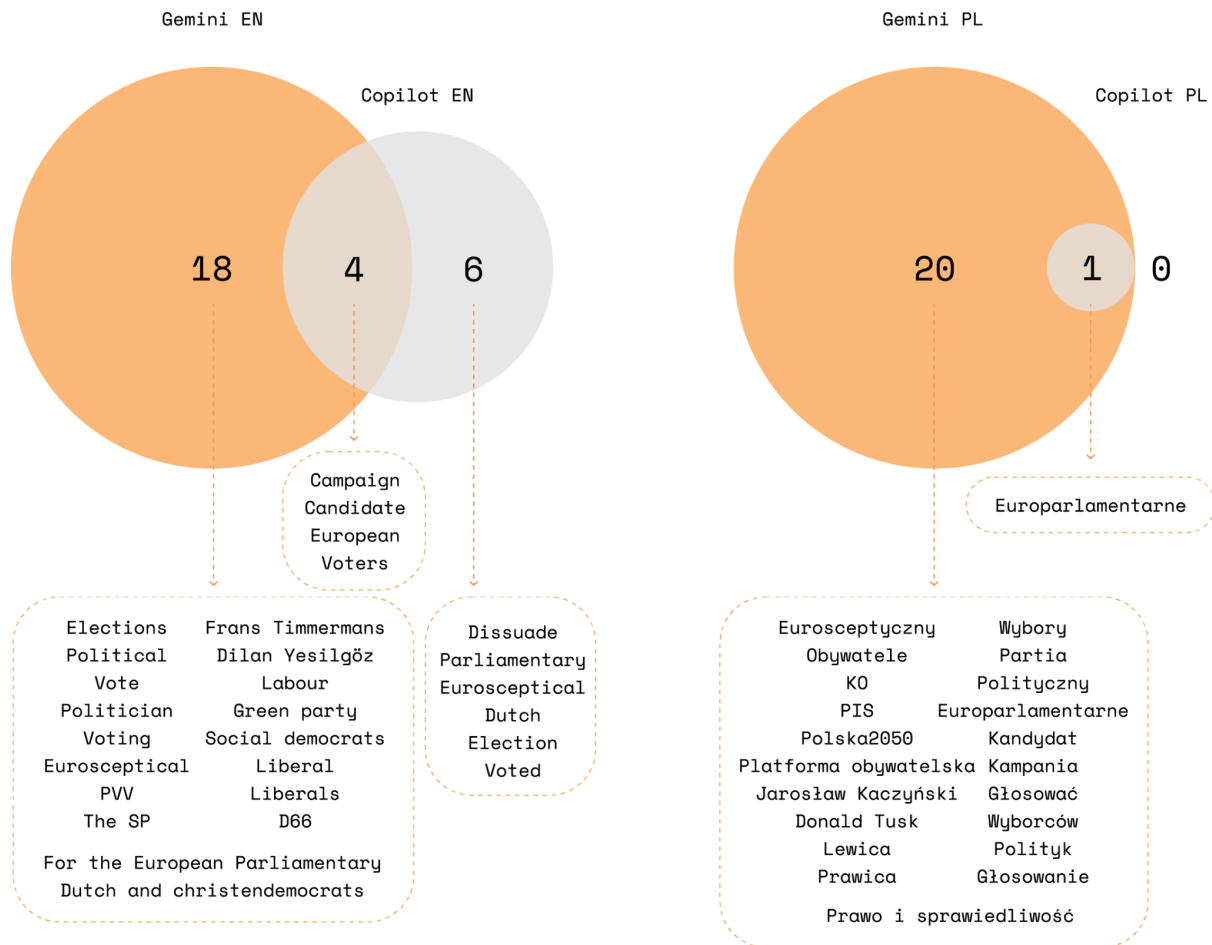 Gemini EN
Copilot EN
18
4
6
Campaign
Candidate
European
Voters
Elections
Political
Vote
Politician
Voting
Eurosceptical
PVV
The SP
Frans Timmermans
Dilan Yesilgöz
Labour
Green party
Social democrats
Liberal
Liberals
D66
For the European Parliamentary
Dutch and christendemocrats
Dissuade
Parliamentary
Eurosceptical
Dutch
Election
Voted
Gemini PL
Copilot PL
20
1
0
Europarlamentarne
Eurosceptyczny
Obywatele
KO
PIS
Polska2050
Platforma obywatelska
Jarosław Kaczyński
Donald Tusk
Lewica
Prawica
Wybory
Partia
Polityczny
Europarlamentarne
Kandydat
Kampania
Głosować
Wyborców
Polityk
Głosowanie
Prawo i sprawiedliwość